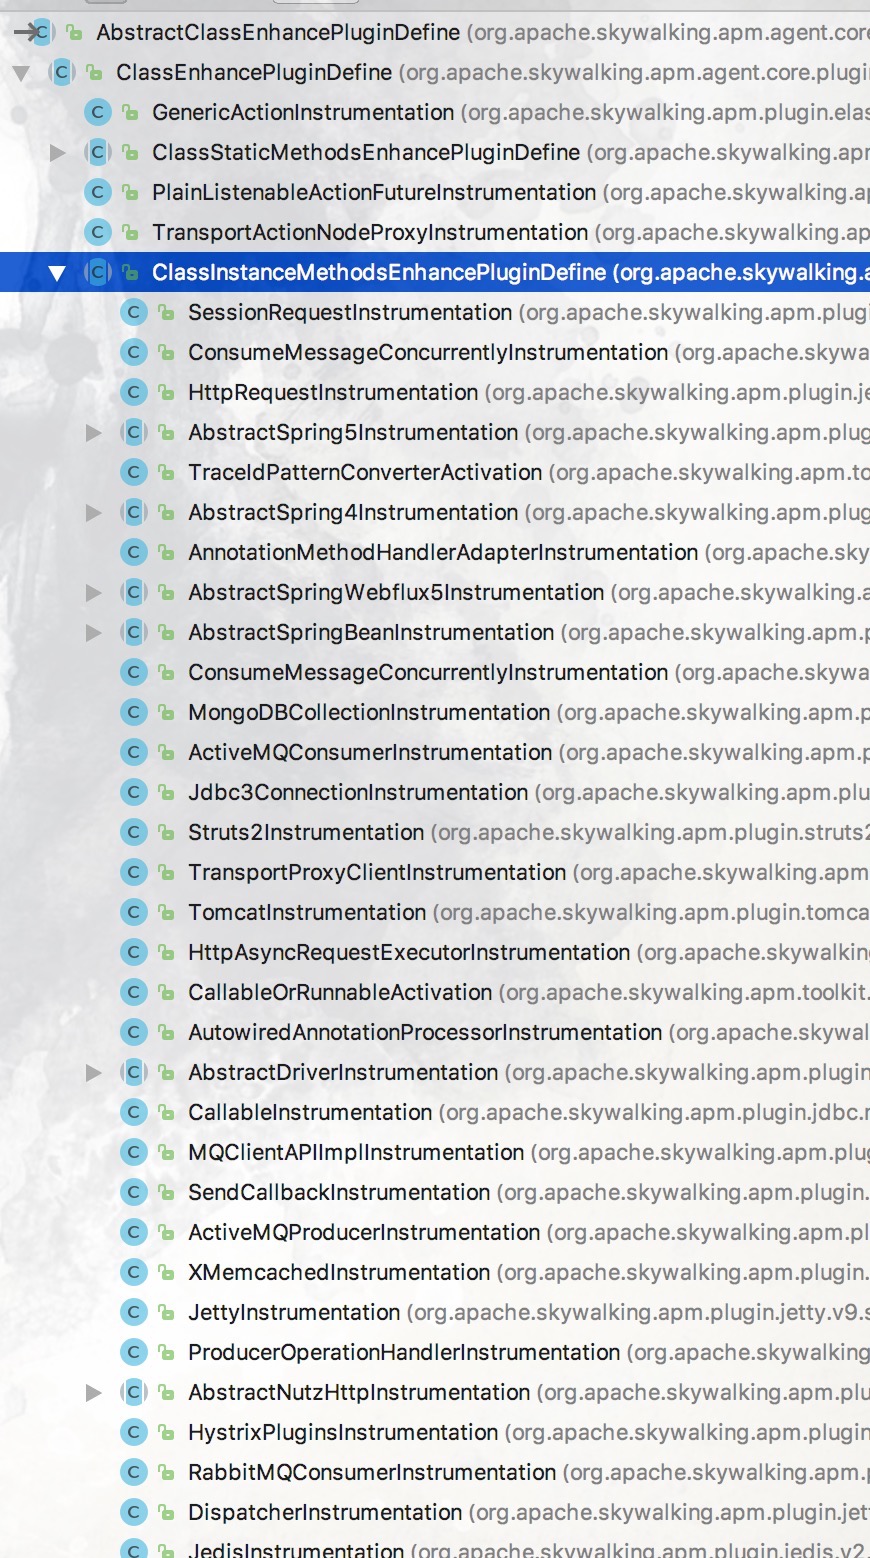 AbstractClassEnhancePluginDefine (org.apache.skywalking.apm.agent.core
ClassEnhancePluginDefine (org.apache.skywalking.apm.agent.core.plugi
GenericActionInstrumentation (org.apache.skywalking.apm.plugin.elas
ClassStaticMethodsEnhancePluginDefine (org.apache.skywalking.apm
PlainListenableActionFutureInstrumentation (org.apache.skywalking.ap
TransportActionNodeProxyInstrumentation (org.apache.skywalking.ap
ClassInstanceMethodsEnhancePluginDefine (org.apache.skywalking.a
SessionRequestInstrumentation (org.apache.skywalking.apm.plugi
ConsumeMessageConcurrentlyInstrumentation (org.apache.skywa
HttpRequestInstrumentation (org.apache.skywalking.apm.plugin.je
AbstractSpring5Instrumentation (org.apache.skywalking.apm.plug
TraceIdPatternConverterActivation (org.apache.skywalking.apm.to
AbstractSpring4Instrumentation (org.apache.skywalking.apm.plug
AnnotationMethodHandlerAdapterInstrumentation (org.apache.sky
AbstractSpringWebflux5Instrumentation (org.apache.skywalking.a
AbstractSpringBeanInstrumentation (org.apache.skywalking.apm.p
ConsumeMessageConcurrentlyInstrumentation (org.apache.skywa
MongoDBCollectionInstrumentation (org.apache.skywalking.apm.p
ActiveMQConsumerInstrumentation (org.apache.skywalking.apm.p
Jdbc3ConnectionInstrumentation (org.apache.skywalking.apm.plu
Struts2Instrumentation (org.apache.skywalking.apm.plugin.struts2
TransportProxyClientInstrumentation (org.apache.skywalking.apm
TomcatInstrumentation (org.apache.skywalking.apm.plugin.tomca
HttpAsyncRequestExecutorInstrumentation (org.apache.skywalkin
CallableOrRunnableActivation (org.apache.skywalking.apm.toolkit.
AutowiredAnnotationProcessorInstrumentation (org.apache.skywal
AbstractDriverInstrumentation (org.apache.skywalking.apm.plugin
CallableInstrumentation (org.apache.skywalking.apm.plugin.jdbc.m
MQClientAPIImplInstrumentation (org.apache.skywalking.apm.plug
SendCallbackInstrumentation (org.apache.skywalking.apm.plugin.
ActiveMQProducerInstrumentation (org.apache.skywalking.apm.pl
XMemcachedInstrumentation (org.apache.skywalking.apm.plugin.
JettyInstrumentation (org.apache.skywalking.apm.plugin.jetty.v9.s
ProducerOperationHandlerInstrumentation (org.apache.skywalking
AbstractNutzHttpInstrumentation (org.apache.skywalking.apm.plu
HystrixPluginsInstrumentation (org.apache.skywalking.apm.plugin
RabbitMQConsumerInstrumentation (org.apache.skywalking.apm.p
DispatcherInstrumentation (org.apache.skywalking.apm.plugin.jet
JedisInstrumentation (org.apache.skywalking.apm.plugin.jedis.v2